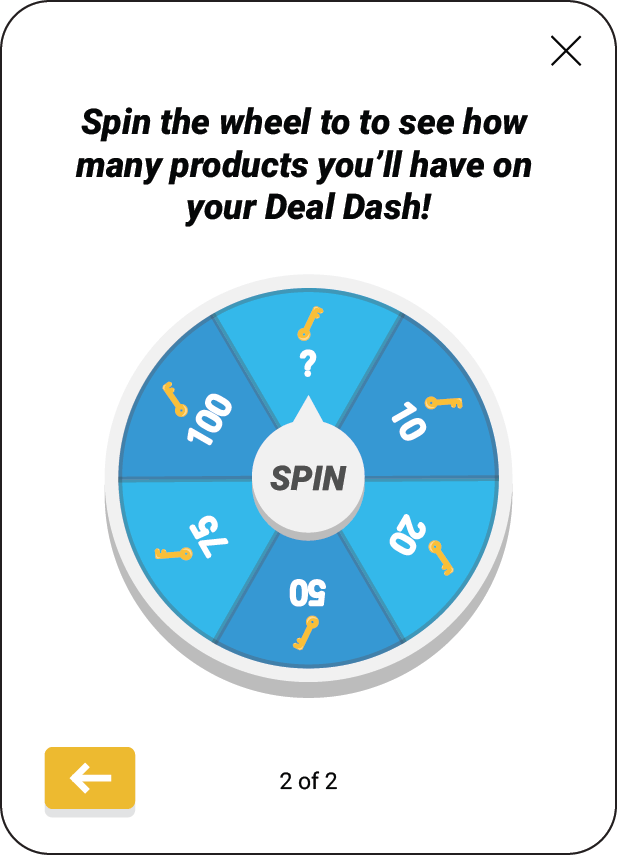 Spin the wheel to to see how
many products you’ll have on
your Deal Dash!
?
100
10
SPIN
75
20
50
2 of 2